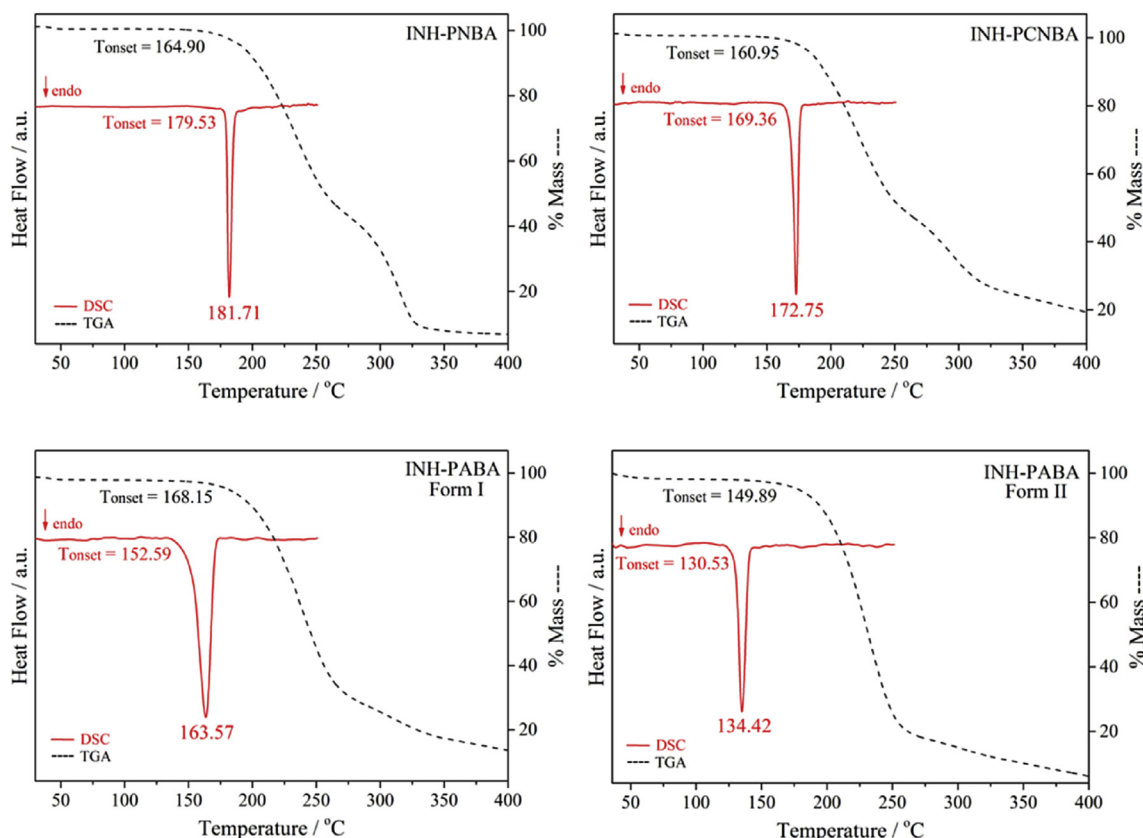 INH-PNBA
Tonset = 164.90
endo
Tonset = 179.53
181.71
DSC
TGA
Heat Flow / a.u.
% Mass ----
100
80
60
40
20
50 100 150 200 250 300 350 400
Temperature / °C
INH-PCNBA
Tonset = 160.95
endo
Tonset = 169.36
172.75
DSC
TGA
Heat Flow / a.u.
% Mass ----
100
80
60
40
20
50 100 150 200 250 300 350 400
Temperature / °C
INH-PABA
Form I
Tonset = 168.15
endo
Tonset = 152.59
163.57
DSC
TGA
Heat Flow / a.u.
% Mass ----
100
80
60
40
20
50 100 150 200 250 300 350 400
Temperature / °C
INH-PABA
Form II
Tonset = 149.89
endo
Tonset = 130.53
134.42
DSC
TGA
Heat Flow / a.u.
% Mass ----
100
80
60
40
20
50 100 150 200 250 300 350 400
Temperature / °C